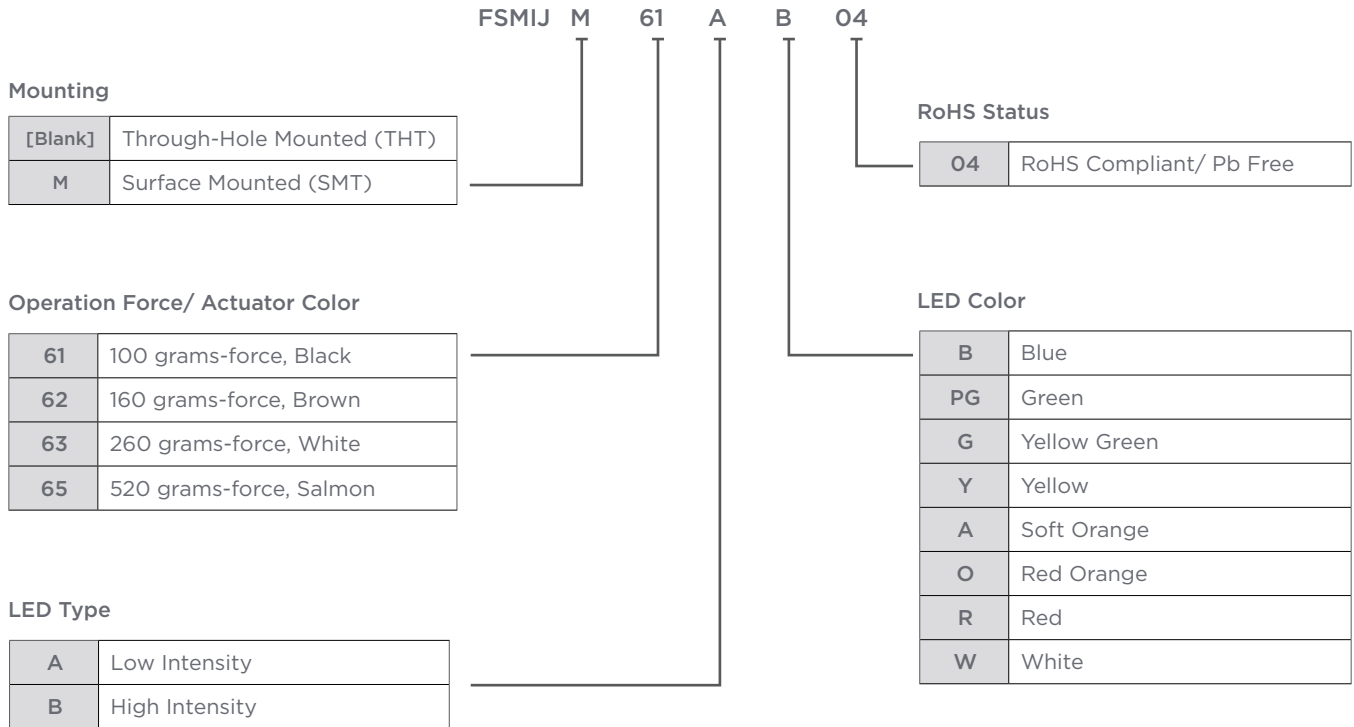 FSMIJ M 61 A B 04
Mounting
[Blank] Through-Hole Mounted (THT)
M Surface Mounted (SMT)
Operation Force/ Actuator Color
61 100 grams-force, Black
62 160 grams-force, Brown
63 260 grams-force, White
65 520 grams-force, Salmon
LED Type
A Low Intensity
B High Intensity
RoHS Status
04 RoHS Compliant/ Pb Free
LED Color
B Blue
PG Green
G Yellow Green
Y Yellow
A Soft Orange
O Red Orange
R Red
W White